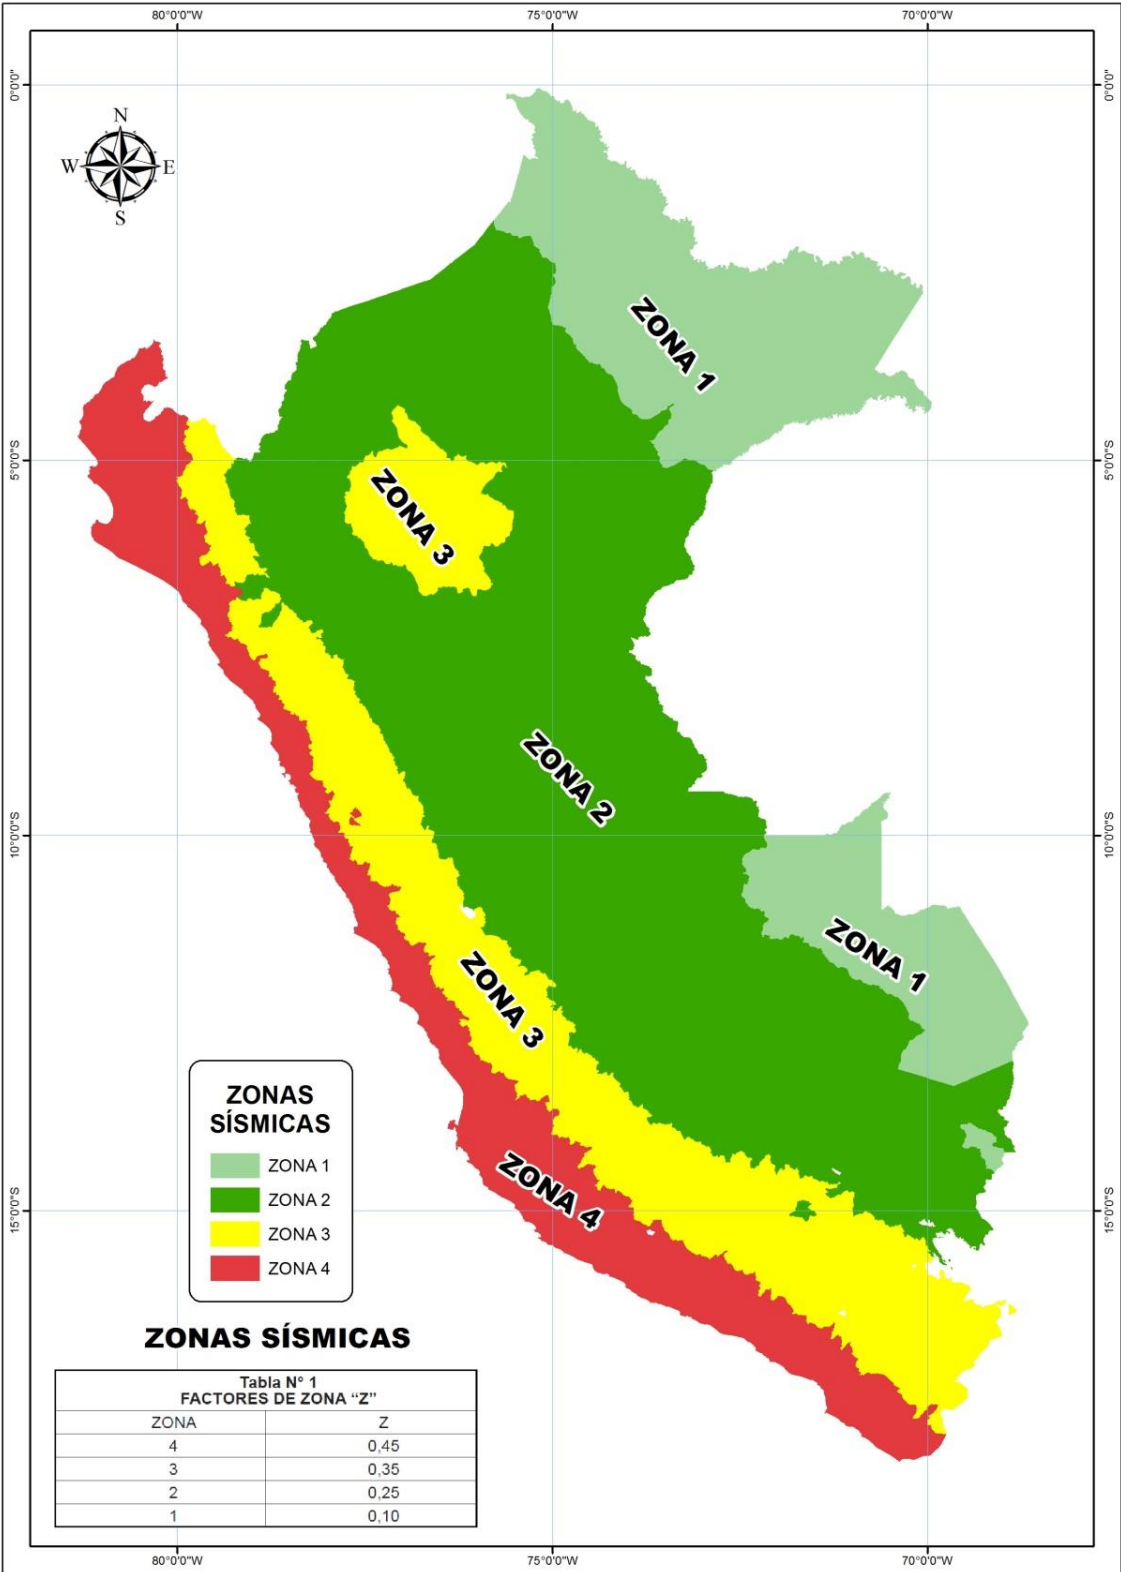 80°0'0"W 75°0'0"W 70°0'0"W
0°0'0" 0°0'0"
N
W E
S
ZONA 1
5°0'0"S 5°0'0"S
ZONA 3
ZONA 2
10°0'0"S 10°0'0"S
ZONA 1
ZONA 3
ZONA 4
15°0'0"S 15°0'0"S
ZONAS
SÍSMICAS
ZONA 1
ZONA 2
ZONA 3
ZONA 4
ZONAS SÍSMICAS
Tabla N° 1
FACTORES DE ZONA “Z”
ZONA Z
4 0,45
3 0,35
2 0,25
1 0,10
80°0'0"W 75°0'0"W 70°0'0"W